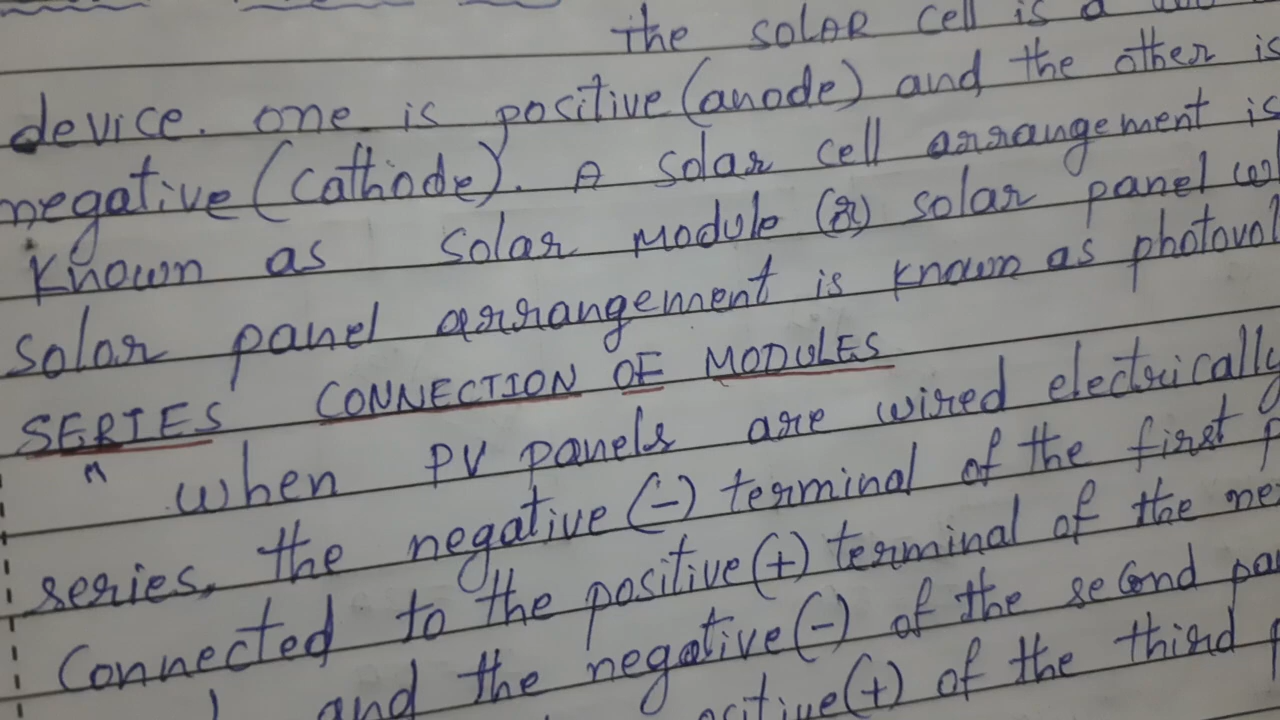 The SOLAR Cell is a
device. one is positive (anode) and the other is
negative (Cathode). A solar cell arrangement is
Known as Solar Module (or) solar panel
solar panel arrangement is known as
SERIES CONNECTION OF MODULES
When PV panels are wired electrically
series, the negative (-) terminal of the first
Connected to the positive (+) terminal of the
and the negative (-) of the second
(+) of the third